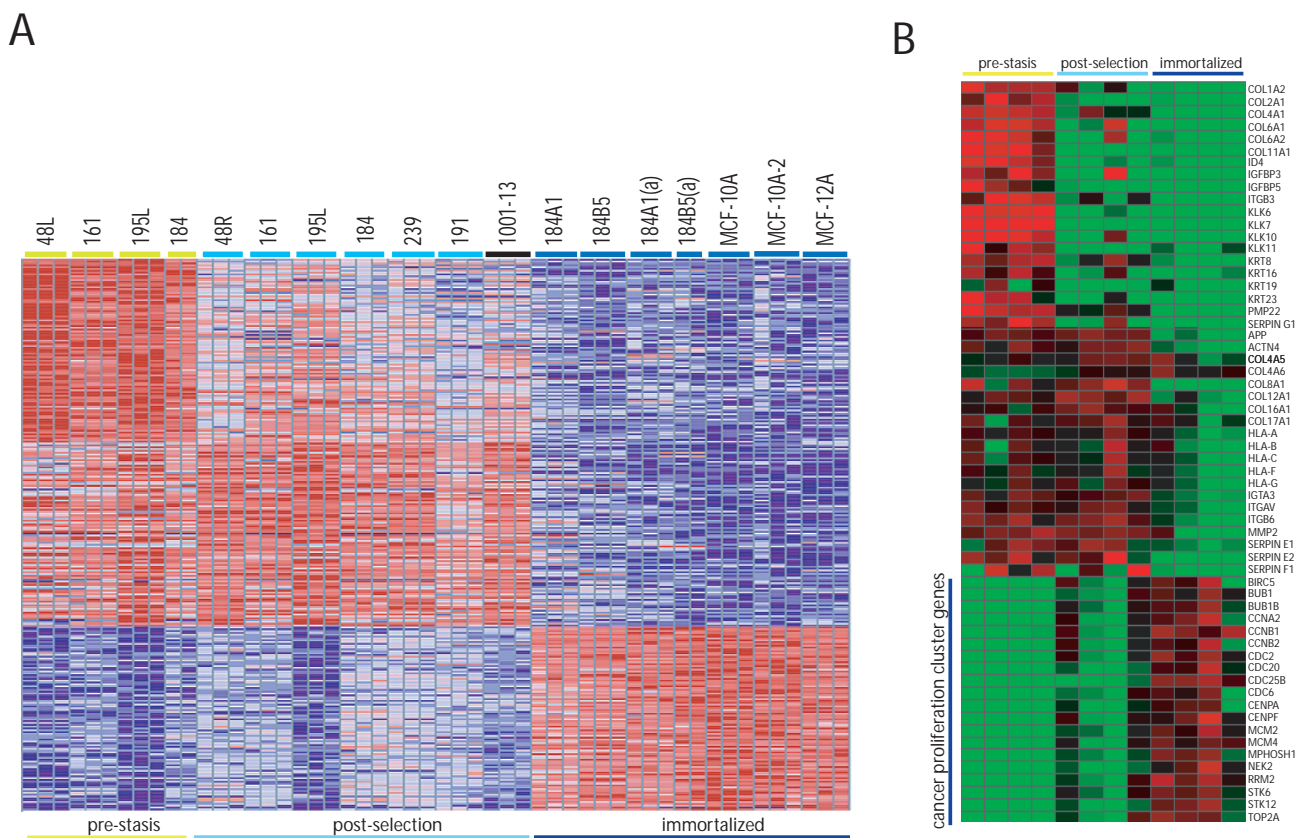 A
48L
161
195L
184
48R
161
195L
184
239
191
1001-13
184A1
184B5
184A1(a)
184B5(a)
MCF-10A
MCF-10A-2
MCF-12A
pre-stasis
post-selection
immortalized
B
pre-stasis
post-selection
immortalized
COL1A2
COL2A1
COL4A1
COL6A1
COL6A2
COL11A1
ID4
IGFBP3
IGFBP5
ITGB3
KLK6
KLK7
KLK10
KLK11
KRT8
KRT16
KRT19
KRT23
PMP22
SERPIN G1
APP
ACTN4
COL4A5
COL4A6
COL8A1
COL12A1
COL16A1
COL17A1
HLA-A
HLA-B
HLA-C
HLA-F
HLA-G
IGTA3
ITGAV
ITGB6
MMP2
SERPIN E1
SERPIN E2
SERPIN F1
BIRC5
BUB1
BUB1B
CCNA2
CCNB1
CCNB2
CDC2
CDC20
CDC25B
CDC6
CENPA
CENPF
MCM2
MCM4
MPHOSH1
NEK2
RRM2
STK6
STK12
TOP2A
cancer proliferation cluster genes